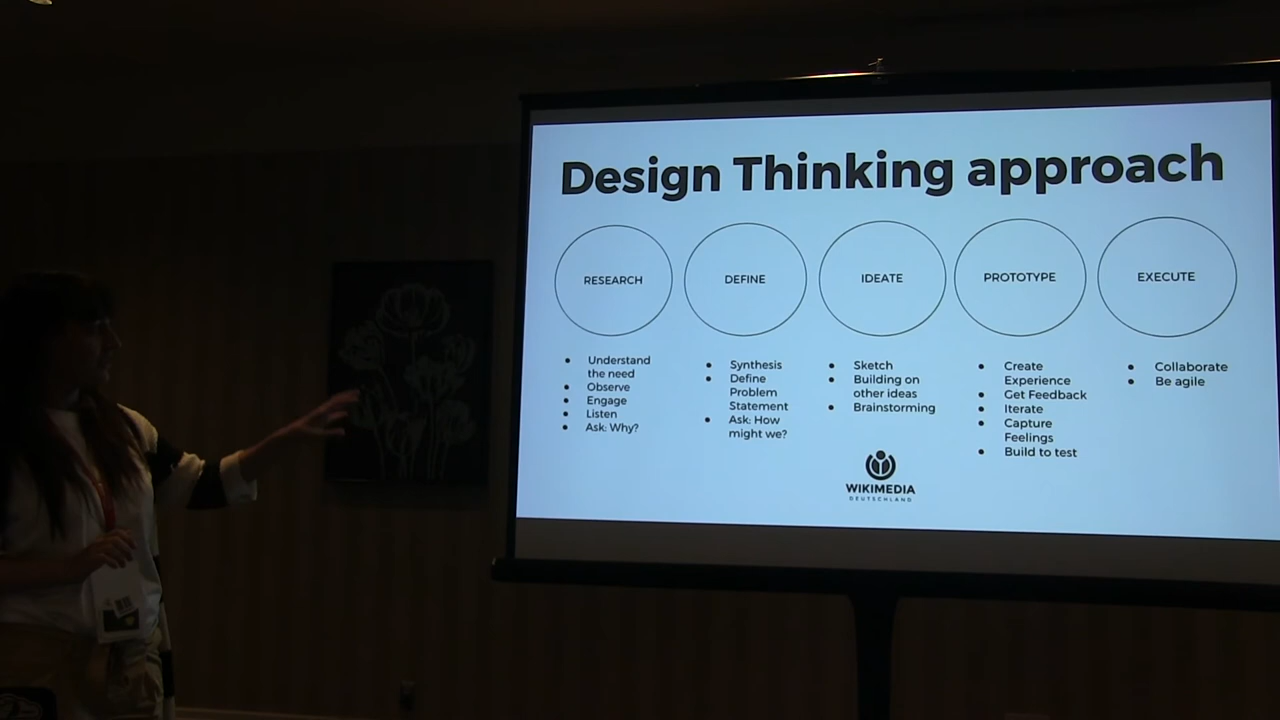 Design Thinking approach
RESEARCH
DEFINE
IDEATE
PROTOTYPE
EXECUTE
• Understand
the need
• Observe
• Engage
• Listen
• Ask: Why?
• Synthesis
• Define
Problem
Statement
• Ask: How
might we?
• Sketch
• Building on
other ideas
• Brainstorming
• Create
Experience
• Get Feedback
• Iterate
• Capture
Feelings
• Build to test
• Collaborate
• Be agile
WIKIMEDIA
DEUTSCHLAND